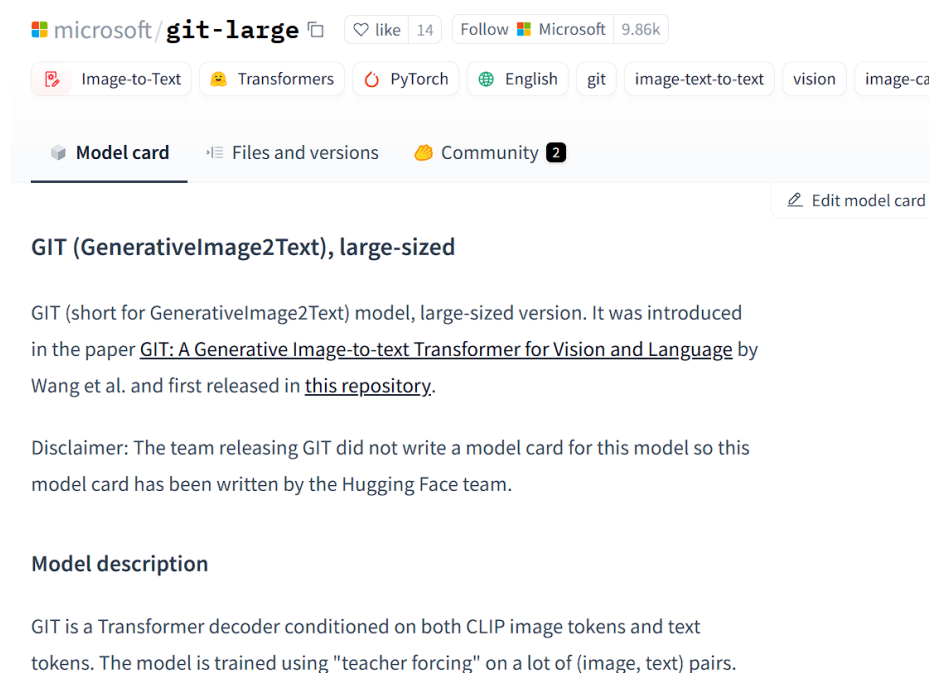 microsoft/git-large like 14 Follow Microsoft 9.86k
Image-to-Text Transformers PyTorch English git image-text-to-text vision image-ca
Model card Files and versions Community 2
Edit model card
GIT (GenerativeImage2Text), large-sized
GIT (short for GenerativeImage2Text) model, large-sized version. It was introduced
in the paper GIT: A Generative Image-to-text Transformer for Vision and Language by
Wang et al. and first released in this repository.
Disclaimer: The team releasing GIT did not write a model card for this model so this
model card has been written by the Hugging Face team.
Model description
GIT is a Transformer decoder conditioned on both CLIP image tokens and text
tokens. The model is trained using "teacher forcing" on a lot of (image, text) pairs.